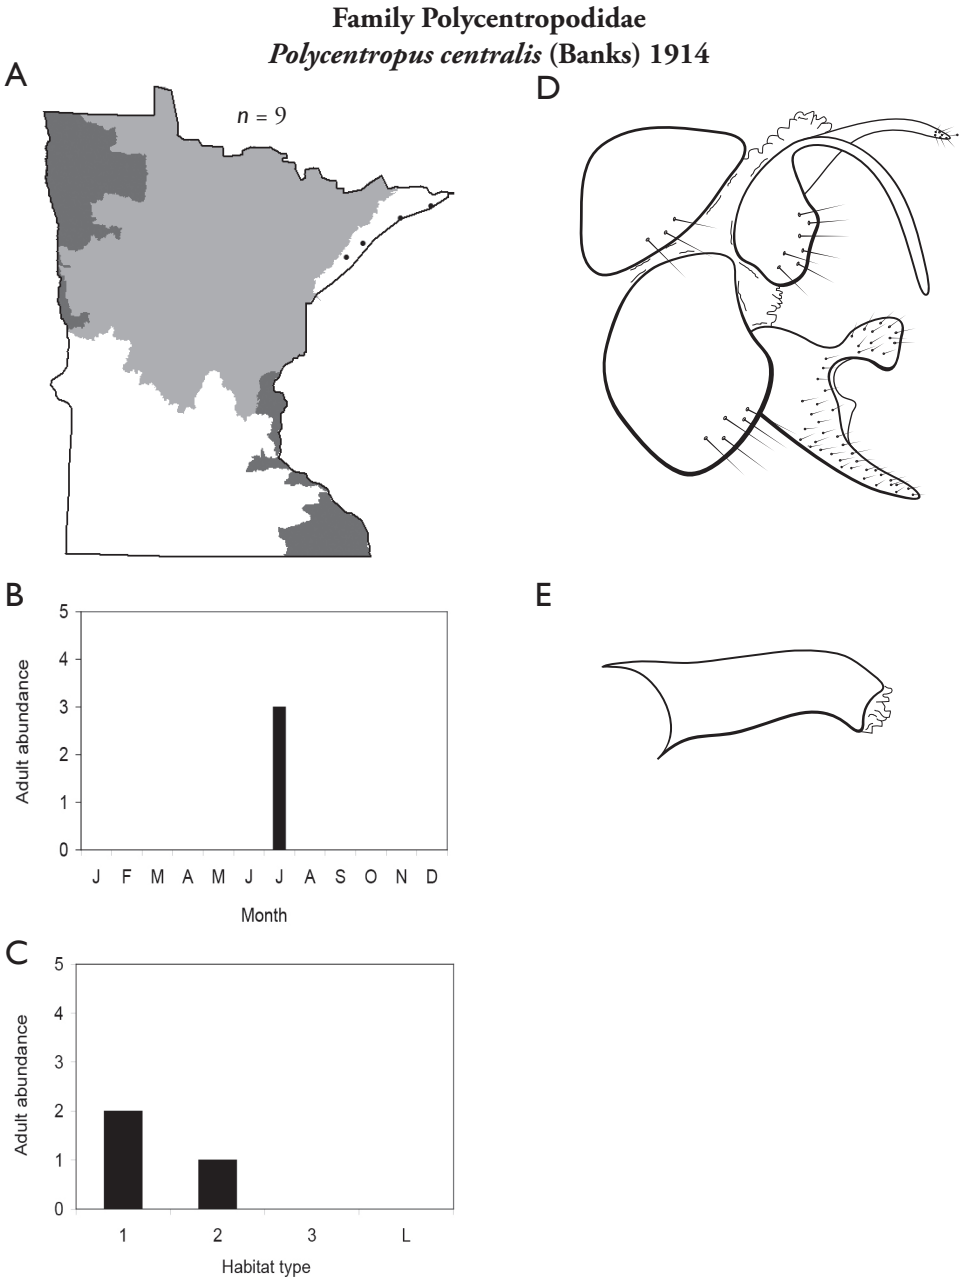 Family Polycentropodidae
Polycentropus centralis (Banks) 1914
A
n = 9
D
B
5
4
3
2
1
0
Adult abundance
J F M A M J J A S O N D
Month
E
C
5
4
3
2
1
0
Adult abundance
1 2 3 L
Habitat type